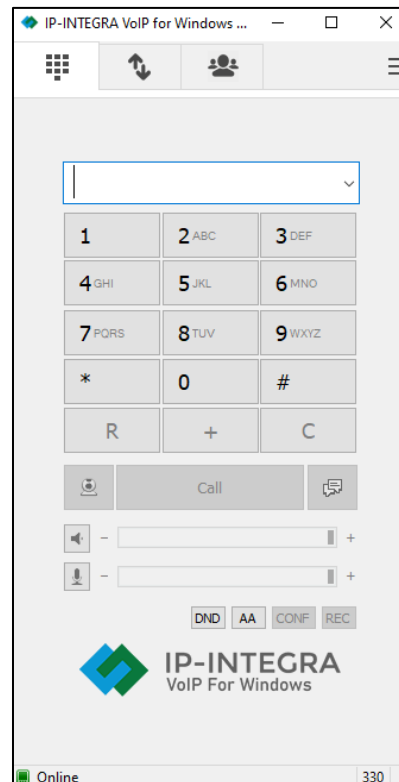 IP-INTEGRA VoIP for Windows ...
1 2 ABC 3 DEF
4 GHI 5 JKL 6 MNO
7 PQRS 8 TUV 9 WXYZ
* 0 #
R + C
Call
- +
- +
DND AA CONF REC
IP-INTEGRA
VoIP For Windows
Online 330